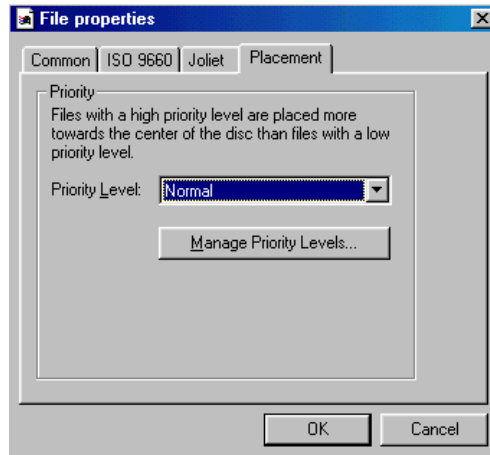 File properties
Common ISO 9660 Joliet Placement
Priority
Files with a high priority level are placed more
towards the center of the disc than files with a low
priority level.
Priority Level: Normal
Manage Priority Levels...
OK Cancel